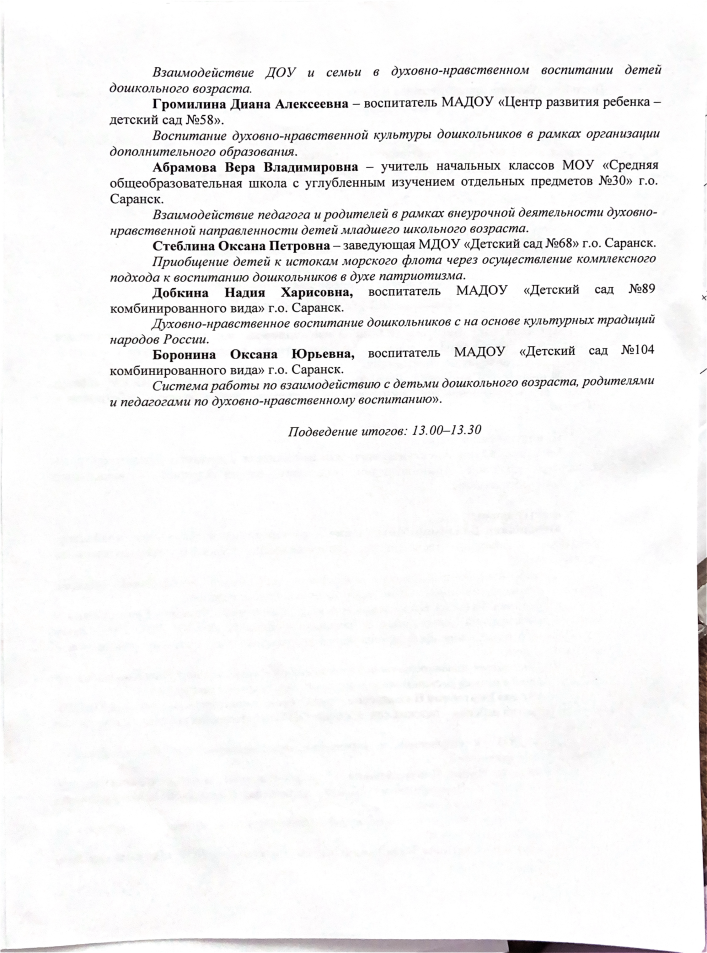 Взаимодействие ДОУ и семьи в духовно-нравственном воспитании детей
дошкольного возраста.
Громилина Диана Алексеевна – воспитатель МАДОУ «Центр развития ребенка –
детский сад №58».
Воспитание духовно-нравственной культуры дошкольников в рамках организации
дополнительного образования.
Абрамова Вера Владимировна – учитель начальных классов МОУ «Средняя
общеобразовательная школа с углубленным изучением отдельных предметов №30» г.о.
Саранск.
Взаимодействие педагога и родителей в рамках внеурочной деятельности духовно-
нравственной направленности детей младшего школьного возраста.
Стеблина Оксана Петровна – заведующая МДОУ «Детский сад №68» г.о. Саранск.
Приобщение детей к истокам морского флота через осуществление комплексного
подхода к воспитанию дошкольников в духе патриотизма.
Добкина Надия Харисовна, воспитатель МАДОУ «Детский сад №89
комбинированного вида» г.о. Саранск.
Духовно-нравственное воспитание дошкольников с на основе культурных традиций
народов России.
Боронина Оксана Юрьевна, воспитатель МАДОУ «Детский сад №104
комбинированного вида» г.о. Саранск.
Система работы по взаимодействию с детьми дошкольного возраста, родителями
и педагогами по духовно-нравственному воспитанию».
Подведение итогов: 13.00–13.30